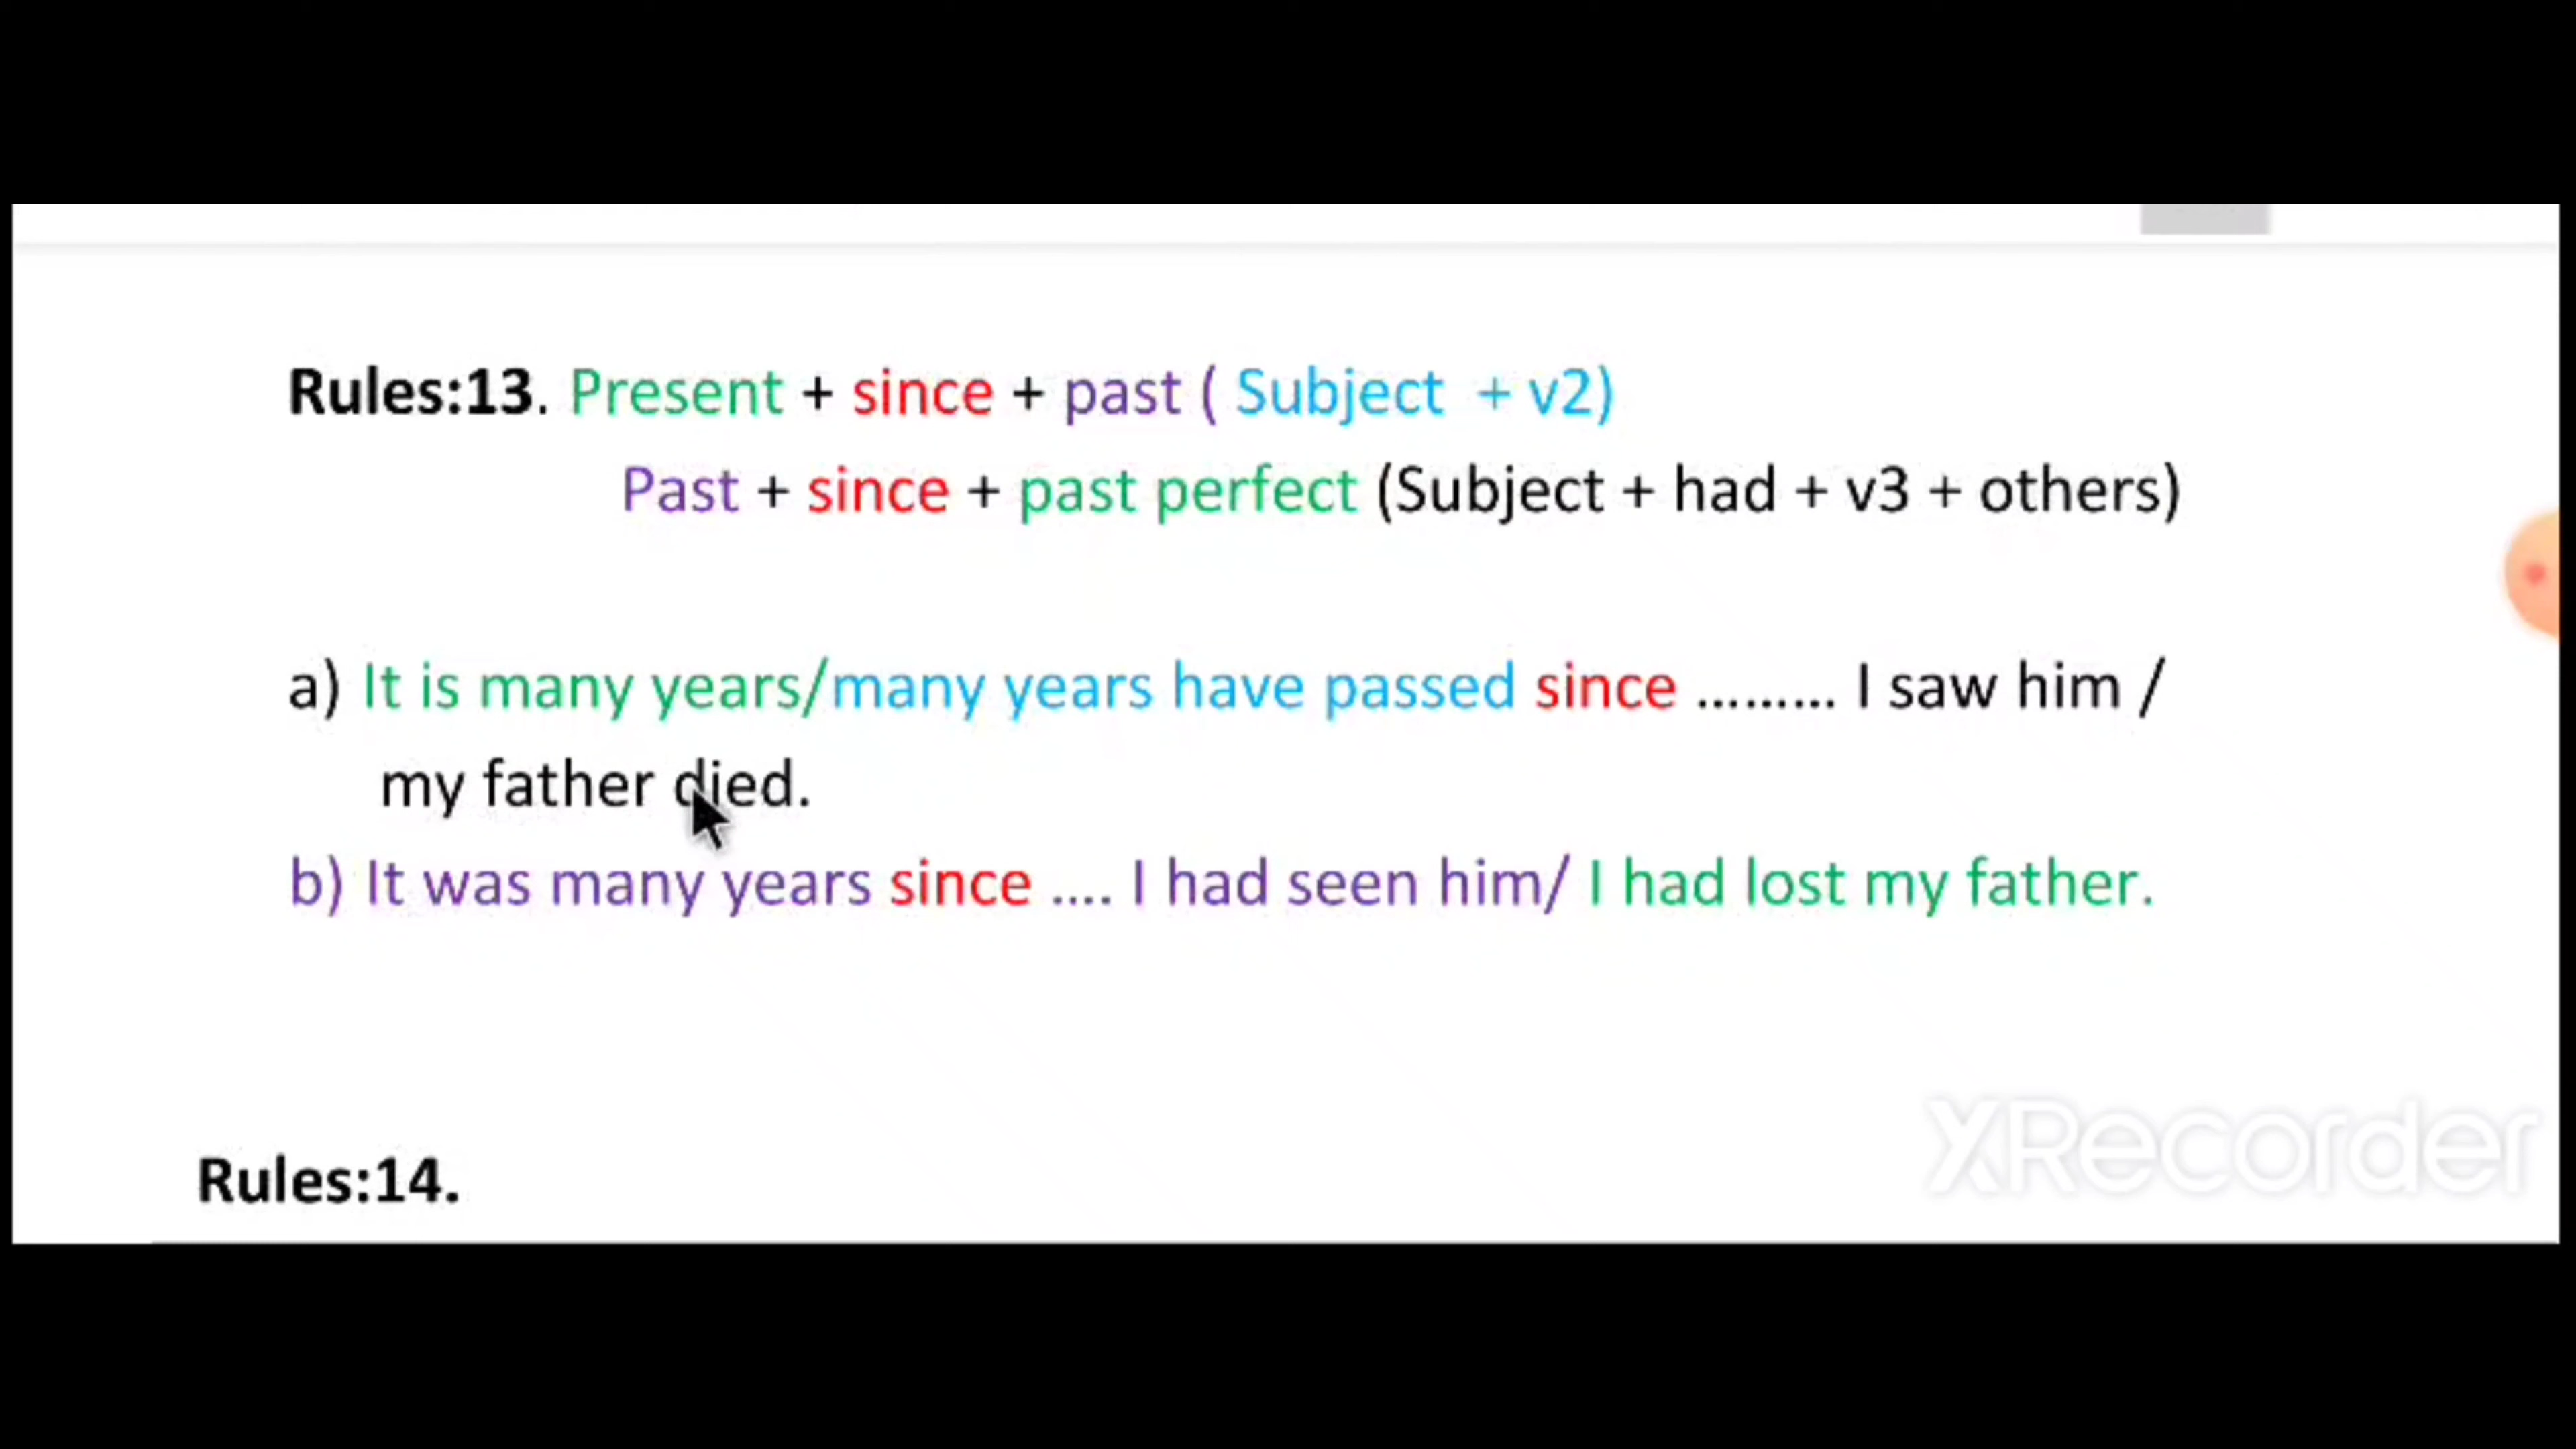 Rules:13. Present + since + past ( Subject + v2)
Past + since + past perfect (Subject + had + v3 + others)
a) It is many years/many years have passed since ……… I saw him /
my father died.
b) It was many years since .... I had seen him/ I had lost my father.
XRecorder
Rules:14.